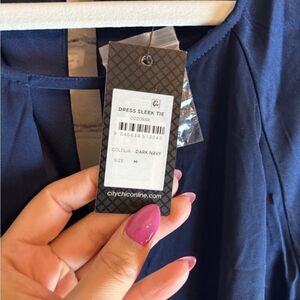 DRESS SLEEK TIE
COLOUR DARK NAVY
SIZE M
citychiconline.com